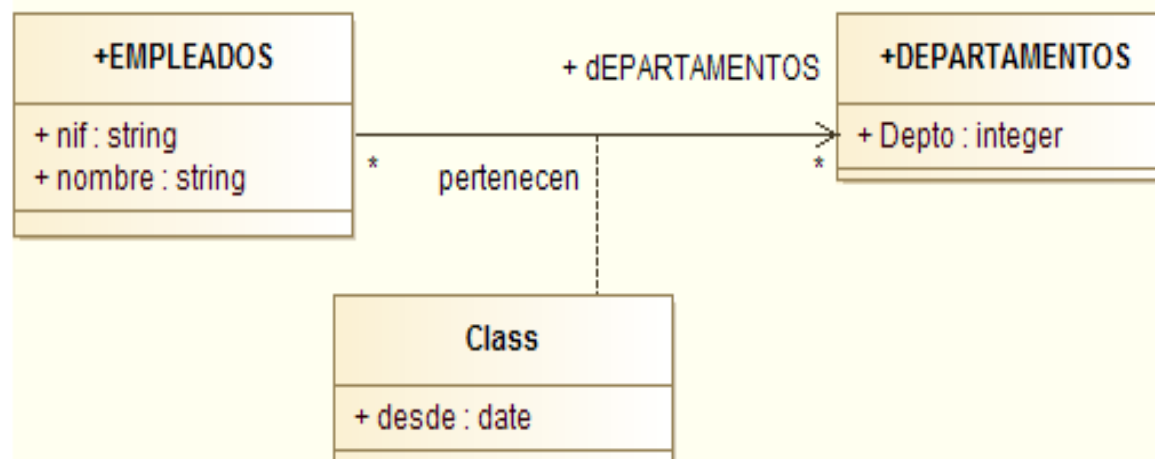 +EMPLEADOS
+ nif : string
+ nombre : string
+ dEPARTAMENTOS
* pertenecen *
+DEPARTAMENTOS
+ Depto : integer
Class
+ desde : date